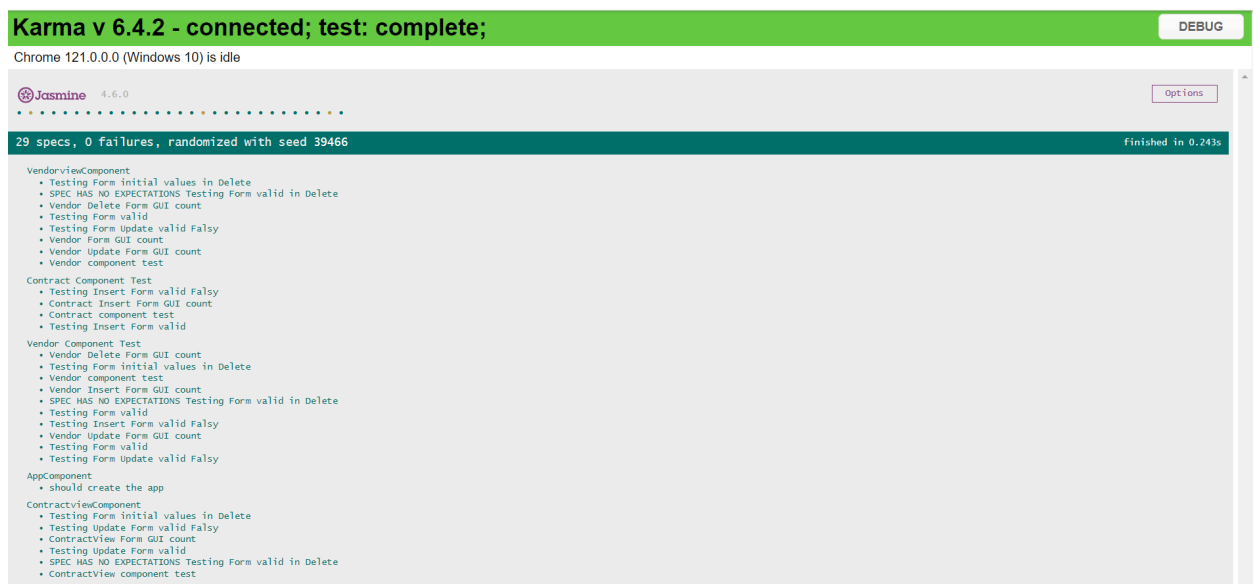 Karma v 6.4.2 - connected; test: complete;
DEBUG
Chrome 121.0.0.0 (Windows 10) is idle
Jasmine 4.6.0
Options
29 specs, 0 failures, randomized with seed 39466
finished in 0.243s
VendorviewComponent
• Testing Form initial values in Delete
• SPEC HAS NO EXPECTATIONS Testing Form valid in Delete
• Vendor Delete Form GUI count
• Testing Form valid
• Testing Form Update valid Falsy
• Vendor Form GUI count
• Vendor Update Form GUI count
• Vendor component test
Contract Component Test
• Testing Insert Form valid Falsy
• Contract Insert Form GUI count
• Contract component test
• Testing Insert Form valid
Vendor Component Test
• Vendor Delete Form GUI count
• Testing Form initial values in Delete
• Vendor component test
• Vendor Insert Form GUI count
• SPEC HAS NO EXPECTATIONS Testing Form valid in Delete
• Testing Form valid
• Testing Insert Form valid Falsy
• Vendor Update Form GUI count
• Testing Form valid
• Testing Form Update valid Falsy
AppComponent
• should create the app
ContractviewComponent
• Testing Form initial values in Delete
• Testing Update Form valid Falsy
• ContractView Form GUI count
• Testing Update Form valid
• SPEC HAS NO EXPECTATIONS Testing Form valid in Delete
• ContractView component test